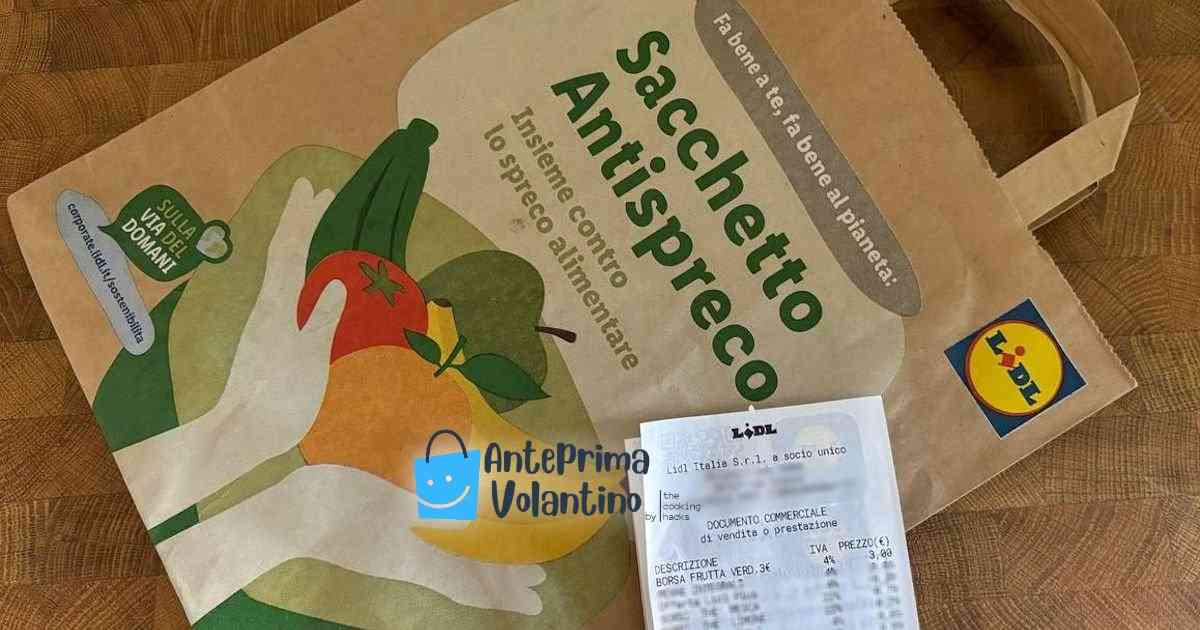 Fa bene a te, fa bene al pianeta:
Sacchetto
Antispreco
Insieme contro
lo spreco alimentare
SULLA
VIA DEL
DOMANI
corporate.lidl.it/sostenibilita
LIDL
AntePrima
Volantino
LIDL
Lidl Italia S.r.l. a socio unico
the
cooking
by hacks
DOCUMENTO COMMERCIALE
di vendita o prestazione
DESCRIZIONE IVA PREZZO(€)
BORSA FRUTTA VERD.3€ 4% 3,00